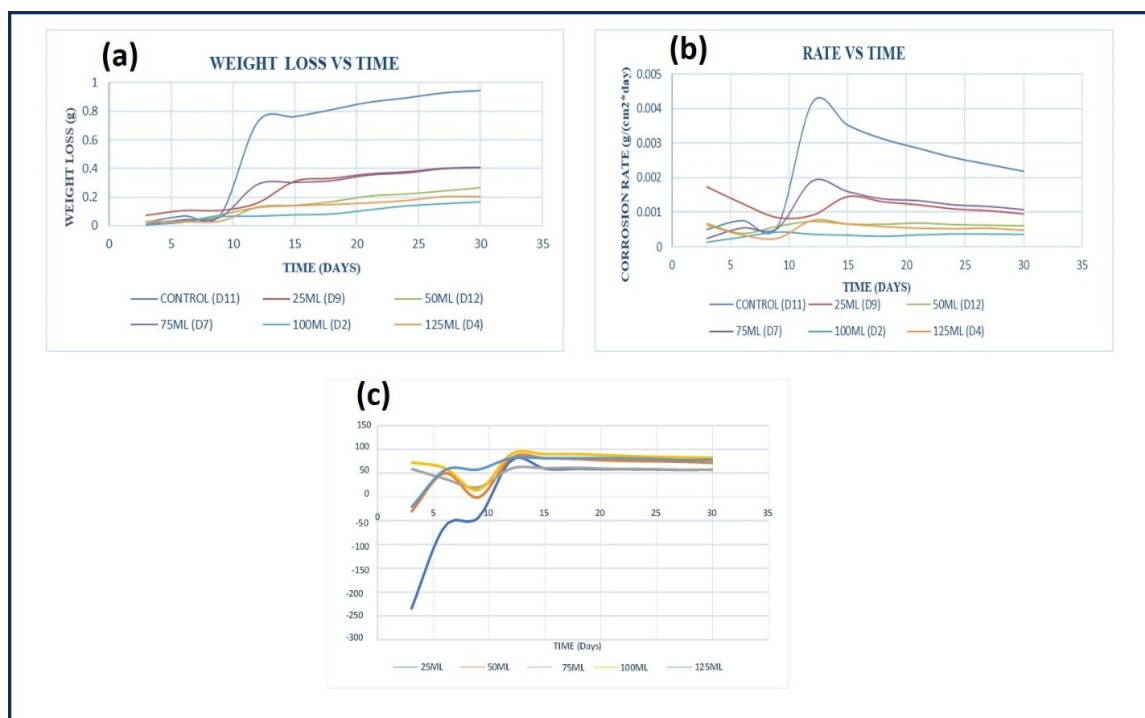 (a)
WEIGHT LOSS VS TIME
WEIGHT LOSS (g)
1
0.8
0.6
0.4
0.2
0
0 5 10 15 20 25 30 35
TIME (DAYS)
CONTROL (D11) 25ML (D9) 50ML (D12)
75ML (D7) 100ML (D2) 125ML (D4)
(b)
RATE VS TIME
CORROSION RATE (g/(cm2*day)
0.005
0.004
0.003
0.002
0.001
0
0 5 10 15 20 25 30 35
TIME (DAYS)
CONTROL (D11) 25ML (D9) 50ML (D12)
75ML (D7) 100ML (D2) 125ML (D4)
(c)
150
100
50
0
-50
-100
-150
-200
-250
-300
0 5 10 15 20 25 30 35
TIME (Days)
25ML 50ML 75ML 100ML 125ML